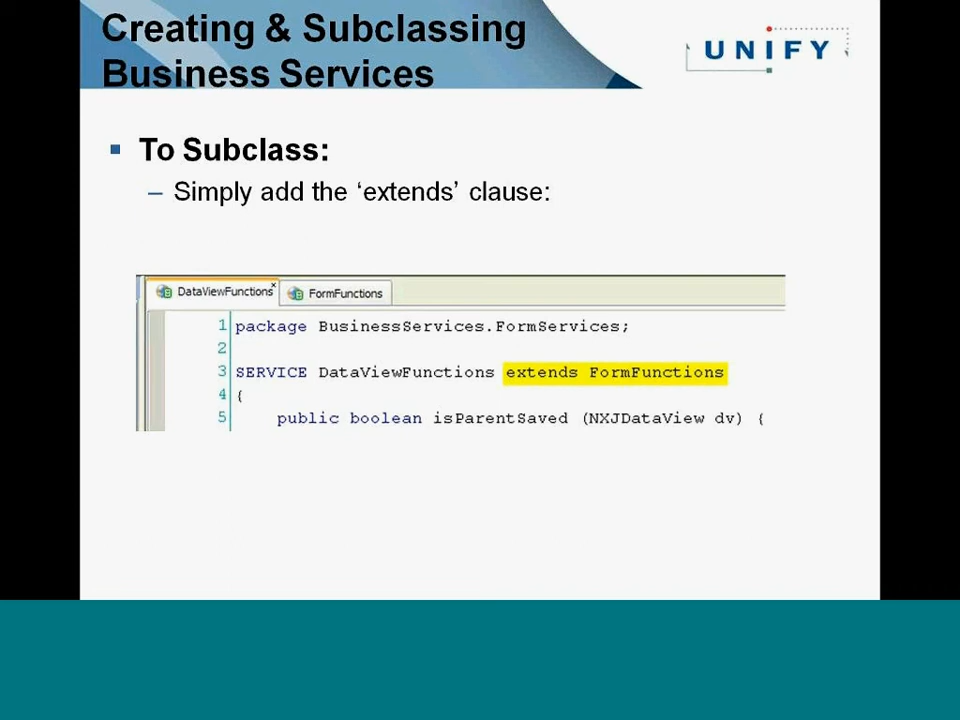 Creating & Subclassing
Business Services
UNIFY
▪ To Subclass:
– Simply add the ‘extends’ clause:
DataViewFunctions × FormFunctions
1 package BusinessServices.FormServices;
2
3 SERVICE DataViewFunctions extends FormFunctions
4 {
5 public boolean isParentSaved (NXJDataView dv) {